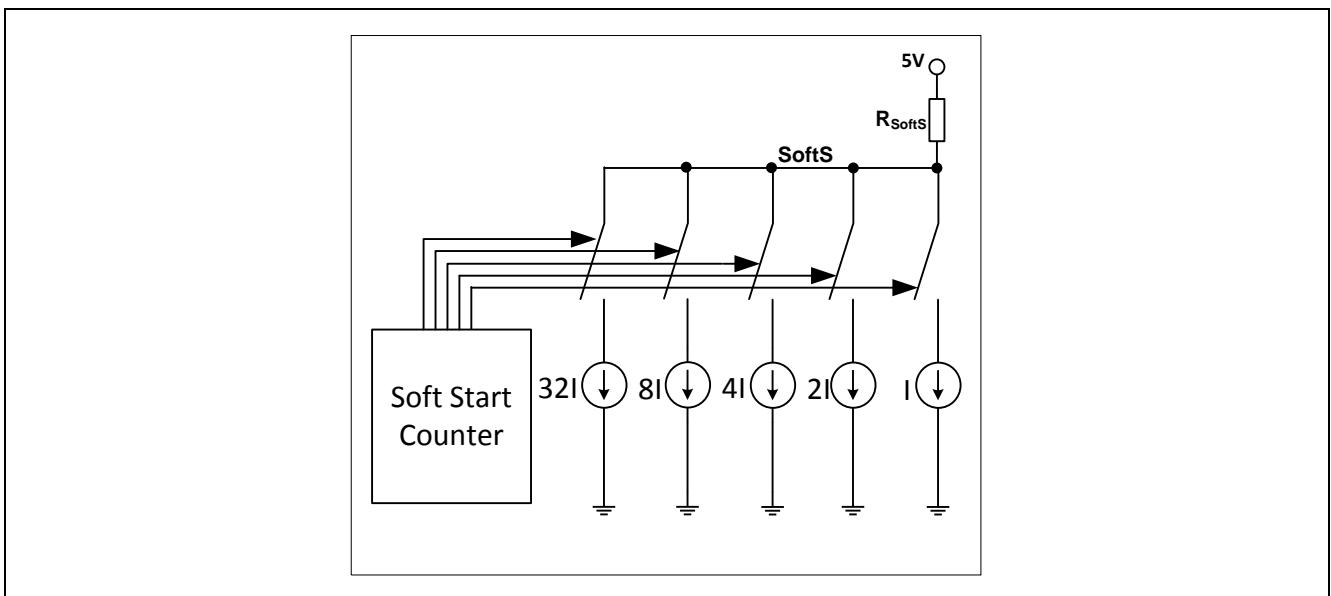 5V
RSoftS
SoftS
Soft Start
Counter
32I
8I
4I
2I
I